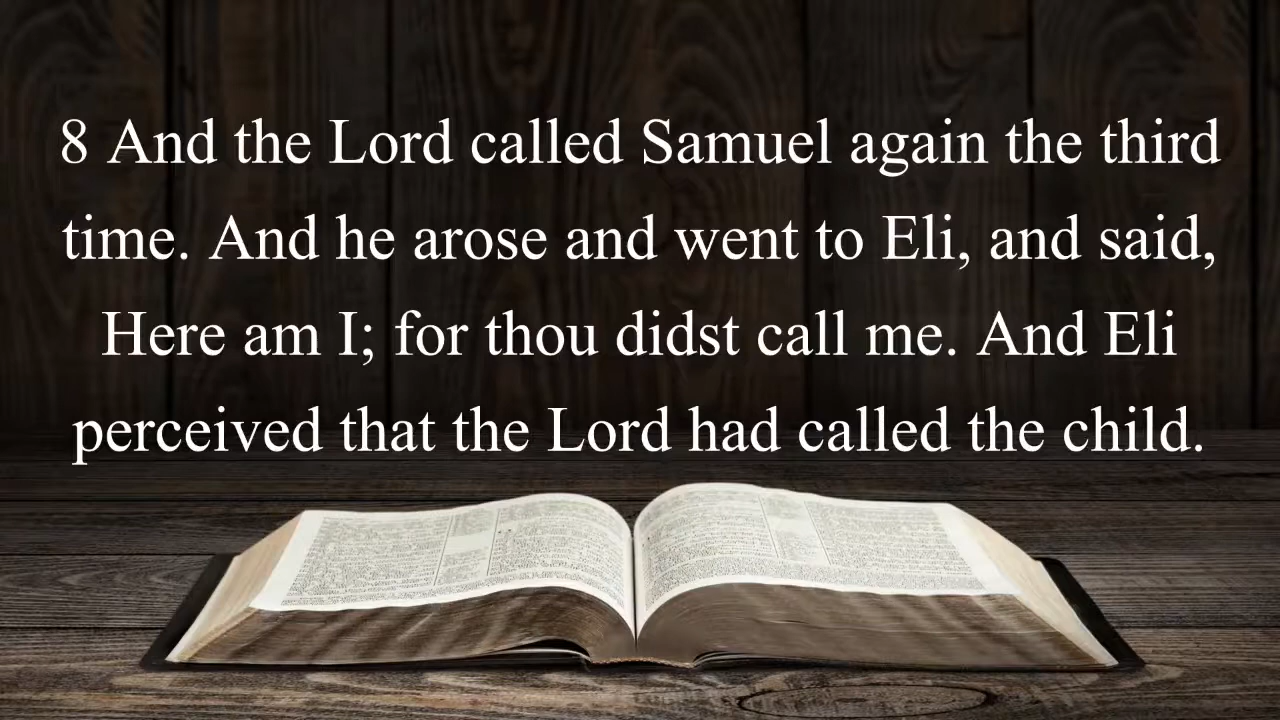 8 And the Lord called Samuel again the third
time. And he arose and went to Eli, and said,
Here am I; for thou didst call me. And Eli
perceived that the Lord had called the child.